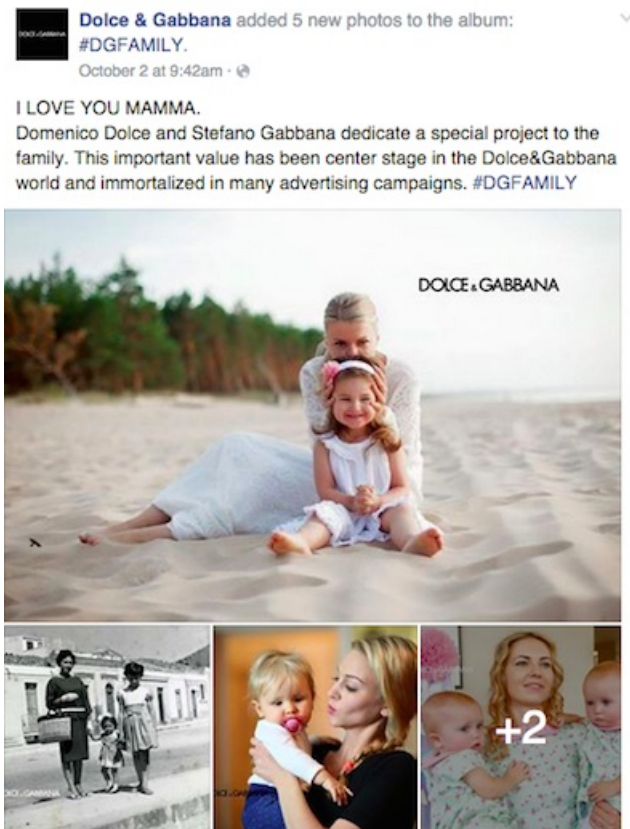 DOLCE&GABBANA
Dolce & Gabbana added 5 new photos to the album:
#DGFAMILY.
October 2 at 9:42am ·
I LOVE YOU MAMMA.
Domenico Dolce and Stefano Gabbana dedicate a special project to the
family. This important value has been center stage in the Dolce&Gabbana
world and immortalized in many advertising campaigns. #DGFAMILY
DOLCE & GABBANA
+2